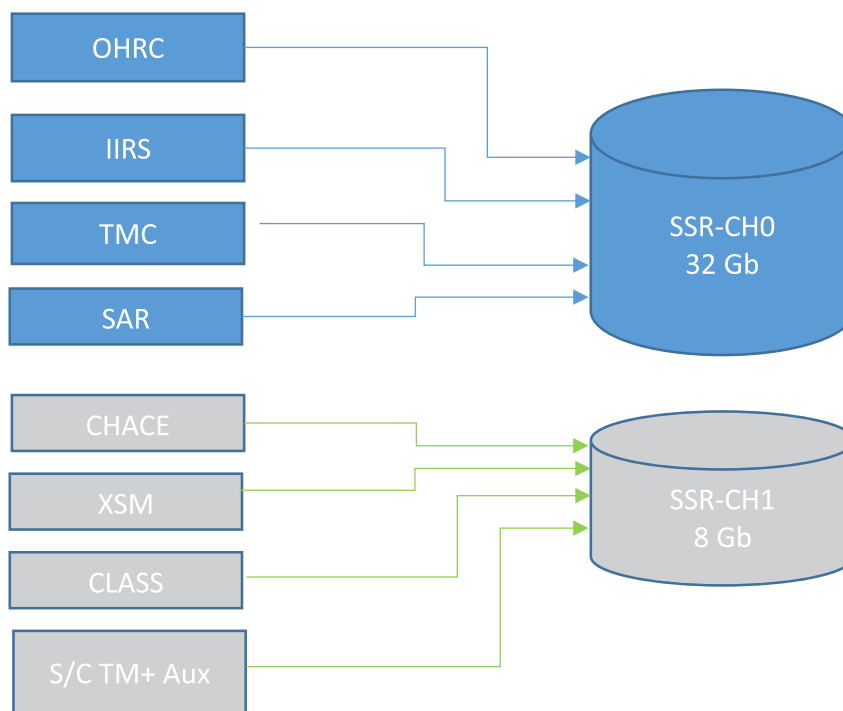 OHRC
IIRS
TMC
SAR
SSR-CH0
32 Gb
CHACE
XSM
CLASS
S/C TM+ Aux
SSR-CH1
8 Gb